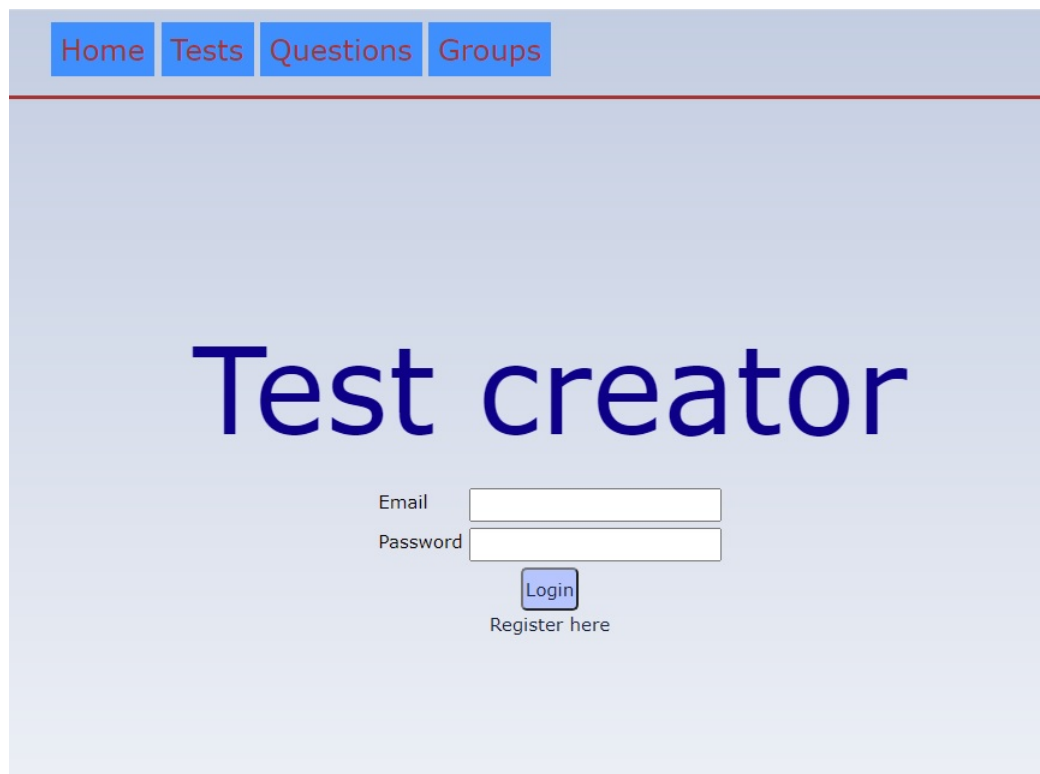 Home Tests Questions Groups
Test creator
Email
Password
Login
Register here